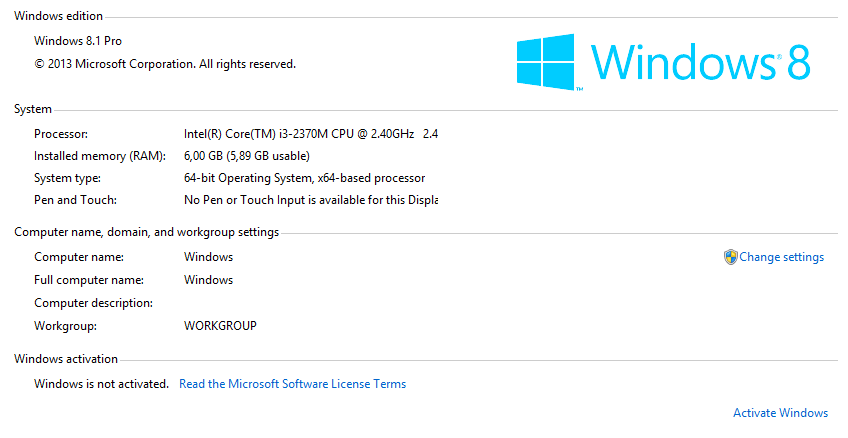 Windows edition
Windows 8.1 Pro
© 2013 Microsoft Corporation. All rights reserved.
Windows® 8
™
System
Processor: Intel(R) Core(TM) i3-2370M CPU @ 2.40GHz 2.4
Installed memory (RAM): 6,00 GB (5,89 GB usable)
System type: 64-bit Operating System, x64-based processor
Pen and Touch: No Pen or Touch Input is available for this Displa
Computer name, domain, and workgroup settings
Computer name: Windows Change settings
Full computer name: Windows
Computer description:
Workgroup: WORKGROUP
Windows activation
Windows is not activated. Read the Microsoft Software License Terms
Activate Windows